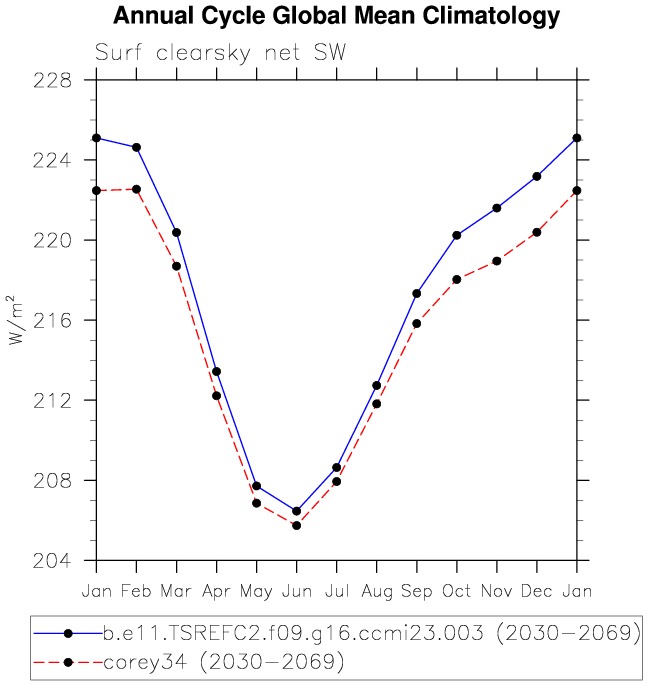 Annual Cycle Global Mean Climatology
Surf clearsky net SW
228
224
220
216
212
208
204
W/m²
Jan Feb Mar Apr May Jun Jul Aug Sep Oct Nov Dec Jan
b.e11.TSREFC2.f09.g16.ccmi23.003 (2030-2069)
corey34 (2030-2069)